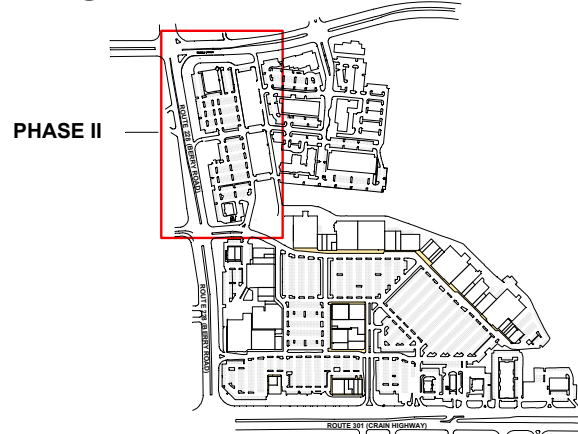 PHASE II
ROUTE 228 (BERRY ROAD)
ROUTE 228 (BERRY ROAD)
ROUTE 301 (CRAIN HIGHWAY)